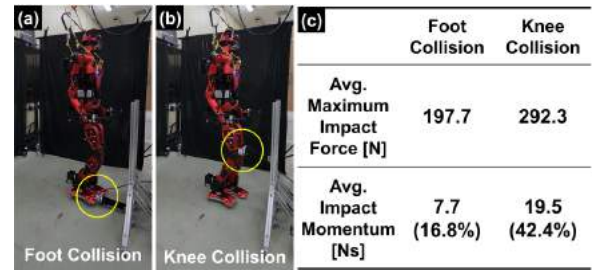 (a)
Foot Collision
(b)
Knee Collision
(c)
Foot Collision Knee Collision
Avg. Maximum Impact Force [N] 197.7 292.3
Avg. Impact Momentum [Ns] 7.7 (16.8%) 19.5 (42.4%)